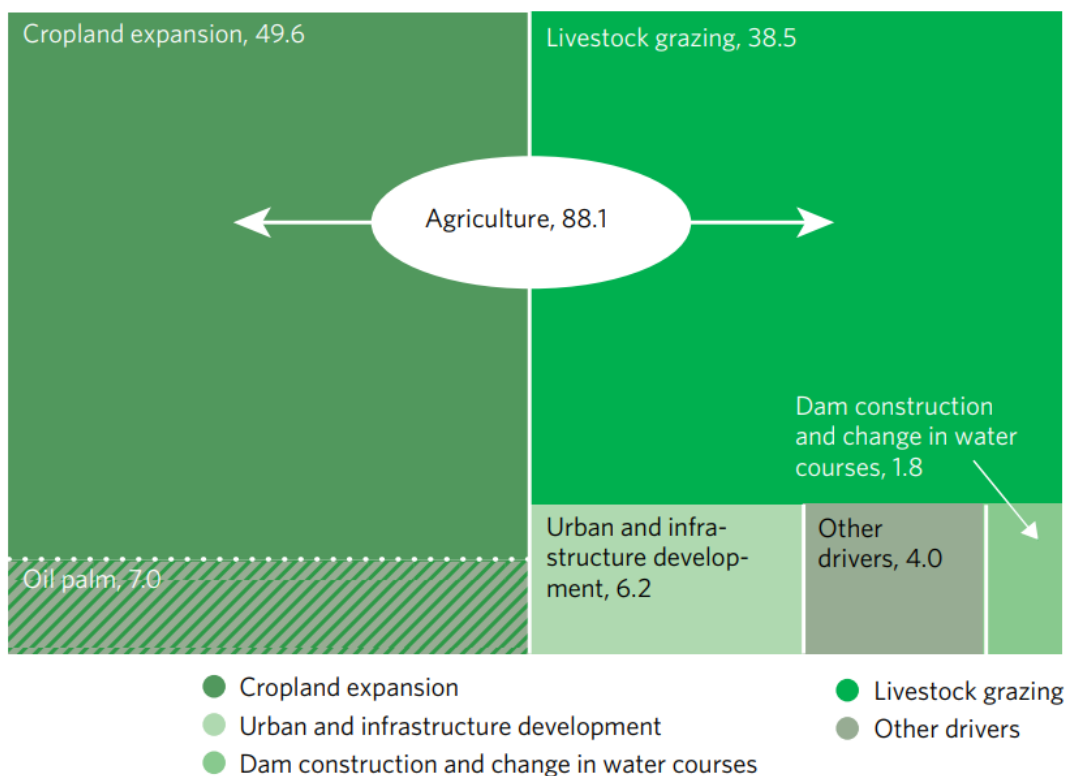 Cropland expansion, 49.6
Livestock grazing, 38.5
Agriculture, 88.1
Dam construction
and change in water
courses, 1.8
Oil palm, 7.0
Urban and infra-
structure develop-
ment, 6.2
Other
drivers, 4.0
Cropland expansion
Urban and infrastructure development
Dam construction and change in water courses
Livestock grazing
Other drivers